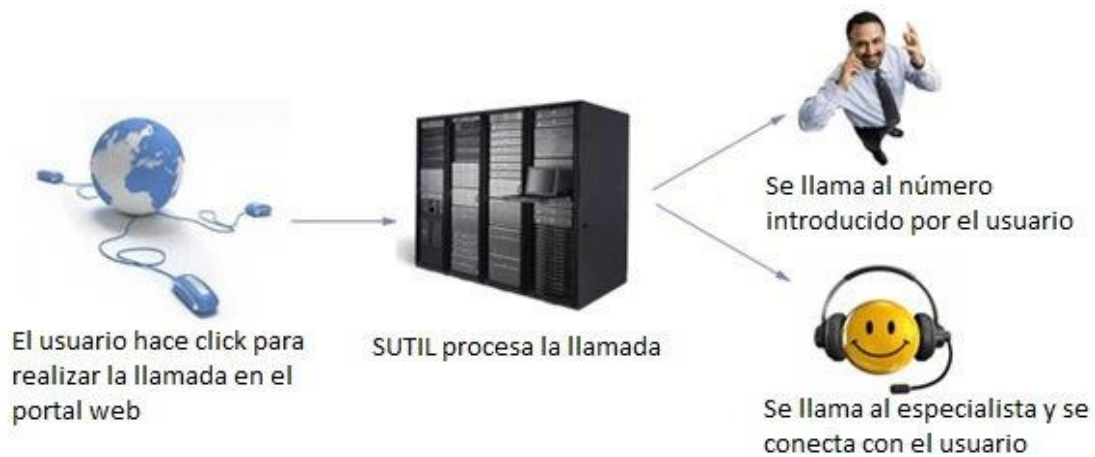 El usuario hace click para
realizar la llamada en el
portal web
SUTIL procesa la llamada
Se llama al número
introducido por el usuario
Se llama al especialista y se
conecta con el usuario